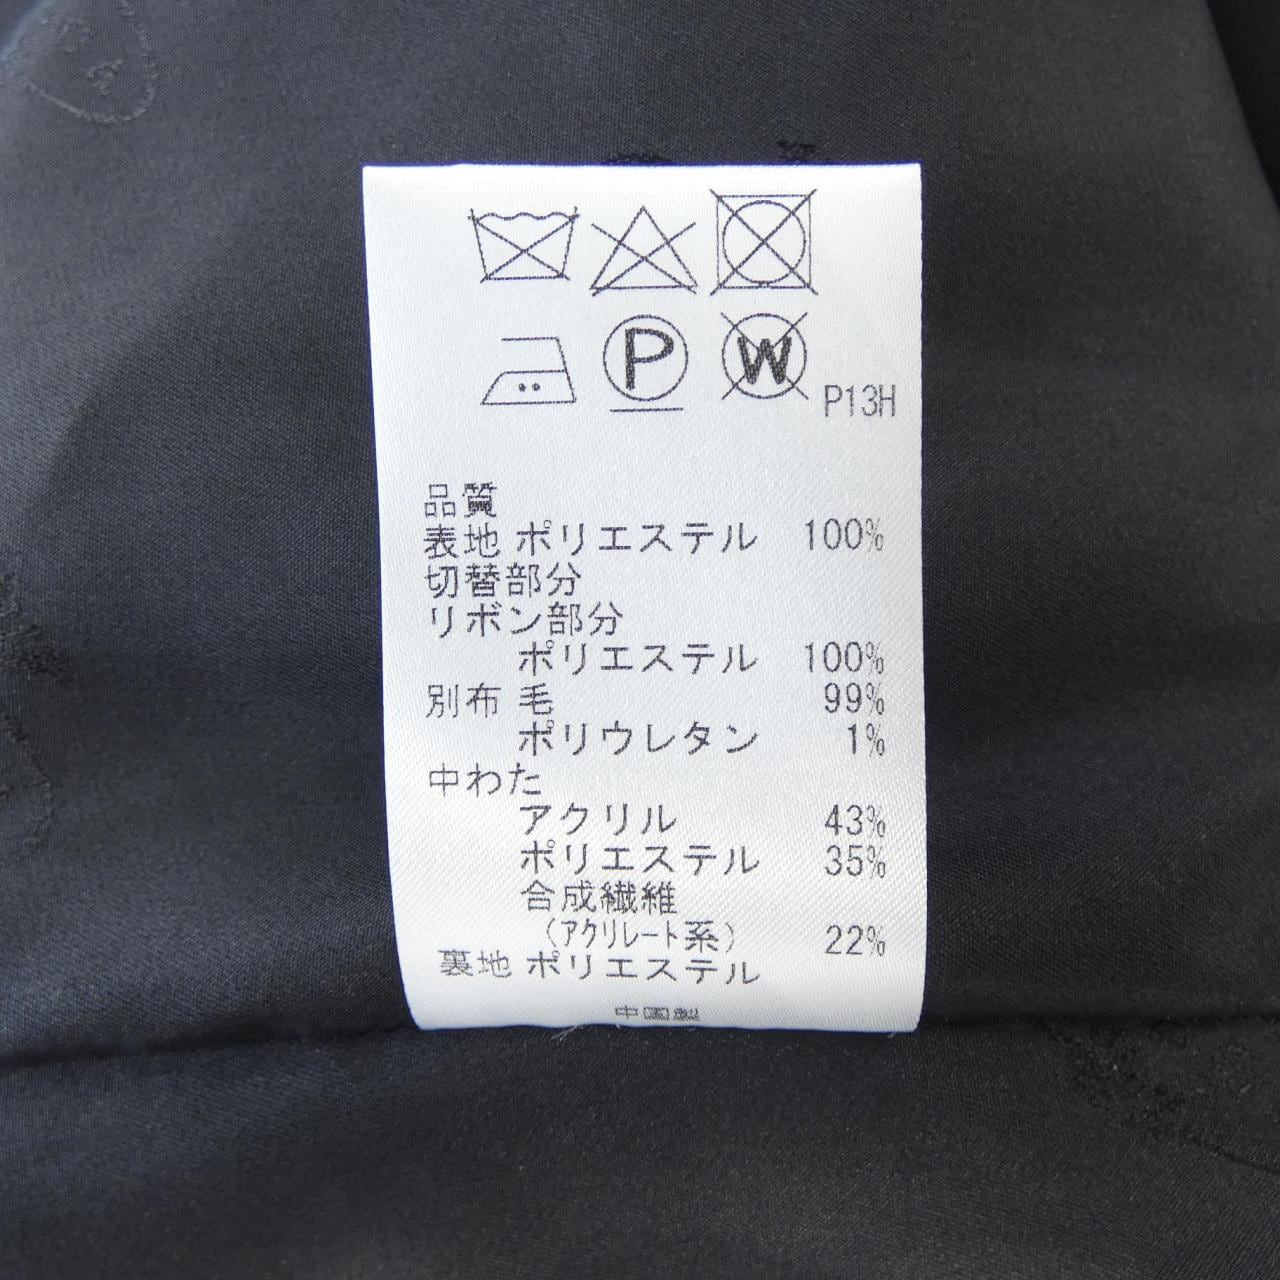 P
W
P13H
品質
表地 ポリエステル 100%
切替部分
リボン部分
ポリエステル 100%
別布 毛 99%
ポリウレタン 1%
中わた
アクリル 43%
ポリエステル 35%
合成繊維
(アクリレート系) 22%
裏地 ポリエステル
中国製